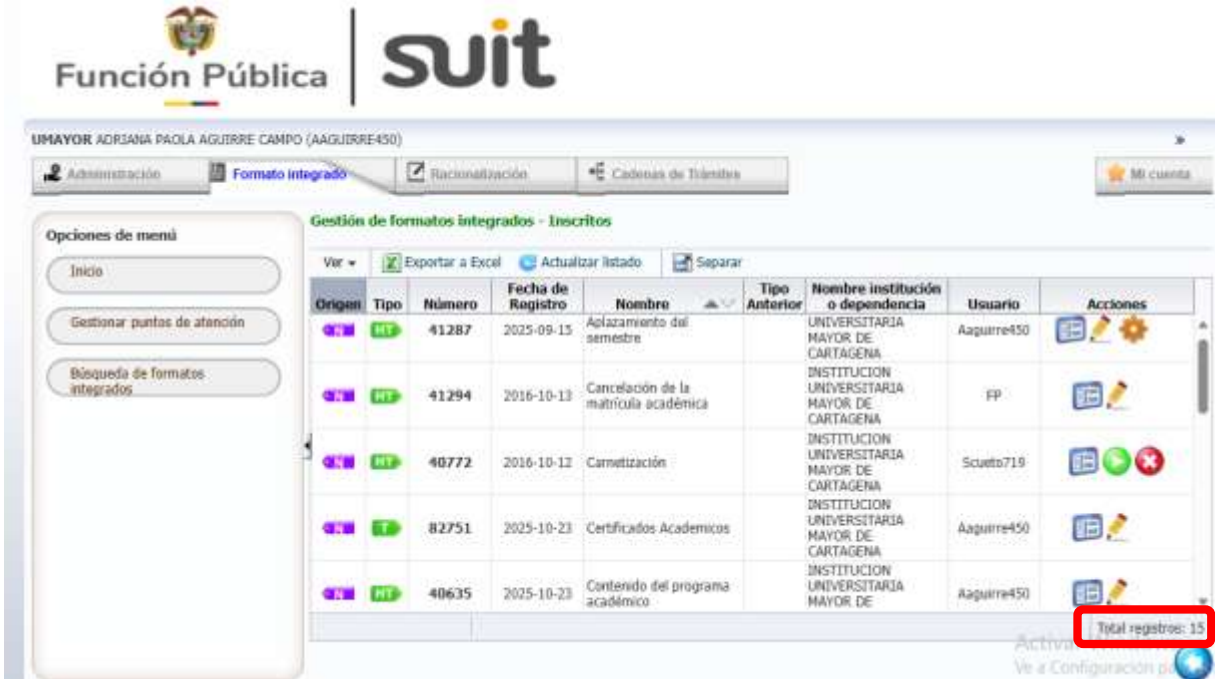 Función Pública
suit
UMAYOR ADRIANA PAOLA AGUIRRE CAMPO (AAGUIRRE450)
Administración
Formato integrado
Racionalización
Cadenas de Trámites
Mi cuenta
Opciones de menú
Inicio
Gestionar puntos de atención
Búsqueda de formatos
integrados
Gestión de formatos integrados - Inscritos
Ver
Exportar a Excel
Actualizar listado
Separar
Origen Tipo Número Fecha de Registro Nombre Tipo Anterior Nombre institución o dependencia Usuario Acciones
N HT 41287 2025-09-15 Aplazamiento del semestre UNIVERSITARIA MAYOR DE CARTAGENA Aaguirre450
N HT 41294 2016-10-13 Cancelación de la matrícula académica INSTITUCION UNIVERSITARIA MAYOR DE CARTAGENA FP
N HT 40772 2016-10-12 Carnetización INSTITUCION UNIVERSITARIA MAYOR DE CARTAGENA Scueto719
N T 82751 2025-10-23 Certificados Academicos INSTITUCION UNIVERSITARIA MAYOR DE CARTAGENA Aaguirre450
N HT 40635 2025-10-23 Contenido del programa académico INSTITUCION UNIVERSITARIA MAYOR DE Aaguirre450
Total registros: 15
Ve a Configuración